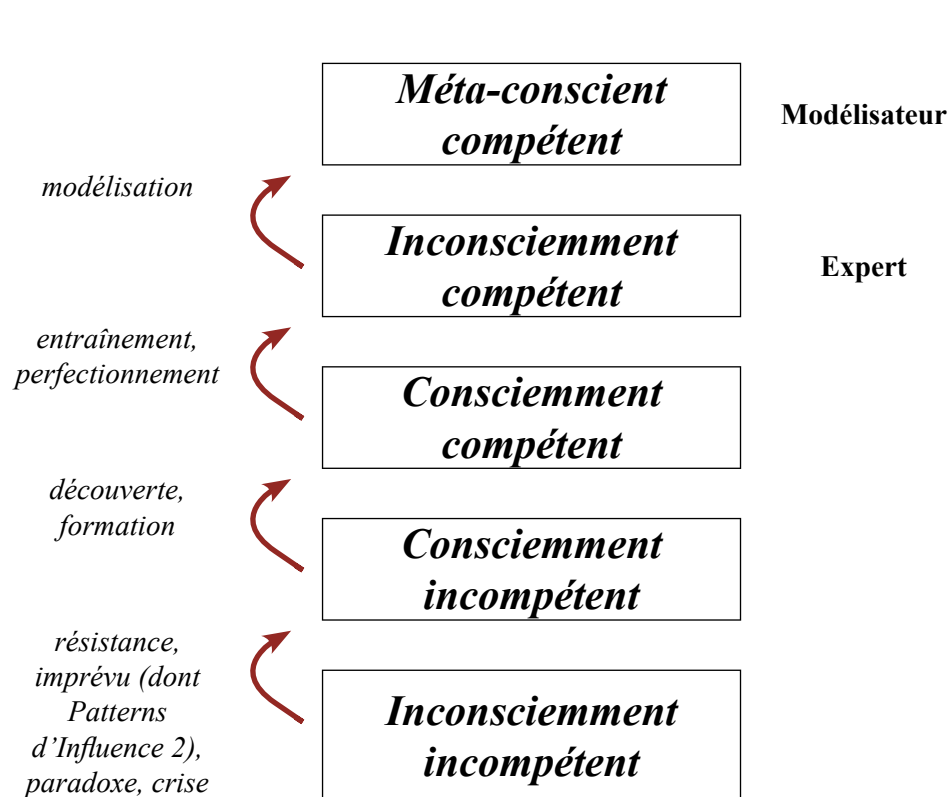 Méta-conscient
compétent
Modélisateur
modélisation
Inconsciemment
compétent
Expert
entraînement,
perfectionnement
Consciemment
compétent
découverte,
formation
Consciemment
incompétent
résistance,
imprévu (dont
Patterns
d’Influence 2),
paradoxe, crise
Inconsciemment
incompétent